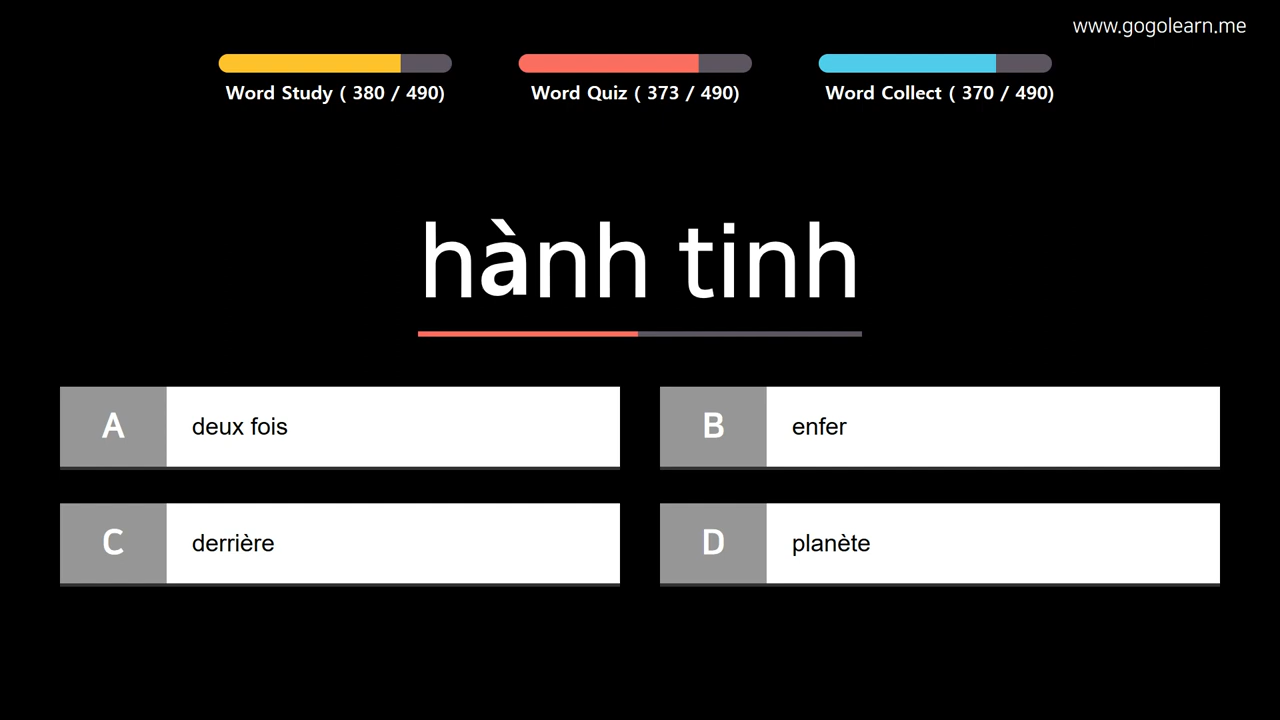 www.gogolearn.me
Word Study ( 380 / 490)
Word Quiz ( 373 / 490)
Word Collect ( 370 / 490)
hành tinh
A
deux fois
B
enfer
C
derrière
D
planète